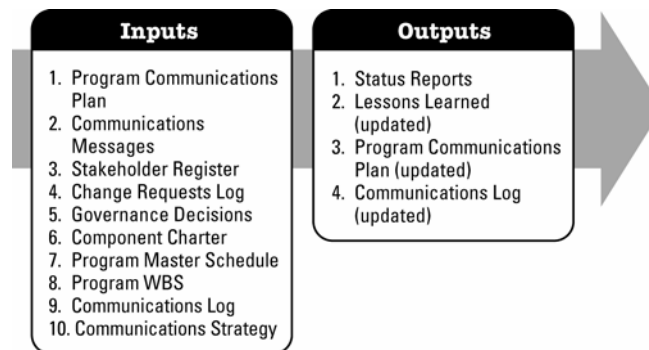 Inputs
1. Program Communications
Plan
2. Communications
Messages
3. Stakeholder Register
4. Change Requests Log
5. Governance Decisions
6. Component Charter
7. Program Master Schedule
8. Program WBS
9. Communications Log
10. Communications Strategy
Outputs
1. Status Reports
2. Lessons Learned
(updated)
3. Program Communications
Plan (updated)
4. Communications Log
(updated)